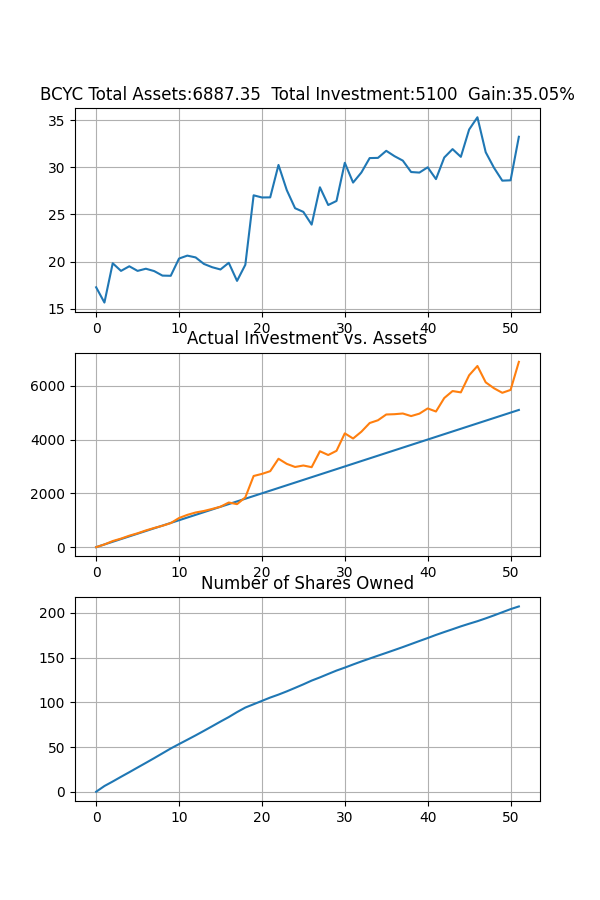 BCYC Total Assets:6887.35  Total Investment:5100  Gain:35.05%
35
30
25
20
15
0 10 20 30 40 50
Actual Investment vs. Assets
6000
4000
2000
0
0 10 20 30 40 50
Number of Shares Owned
200
150
100
50
0
0 10 20 30 40 50